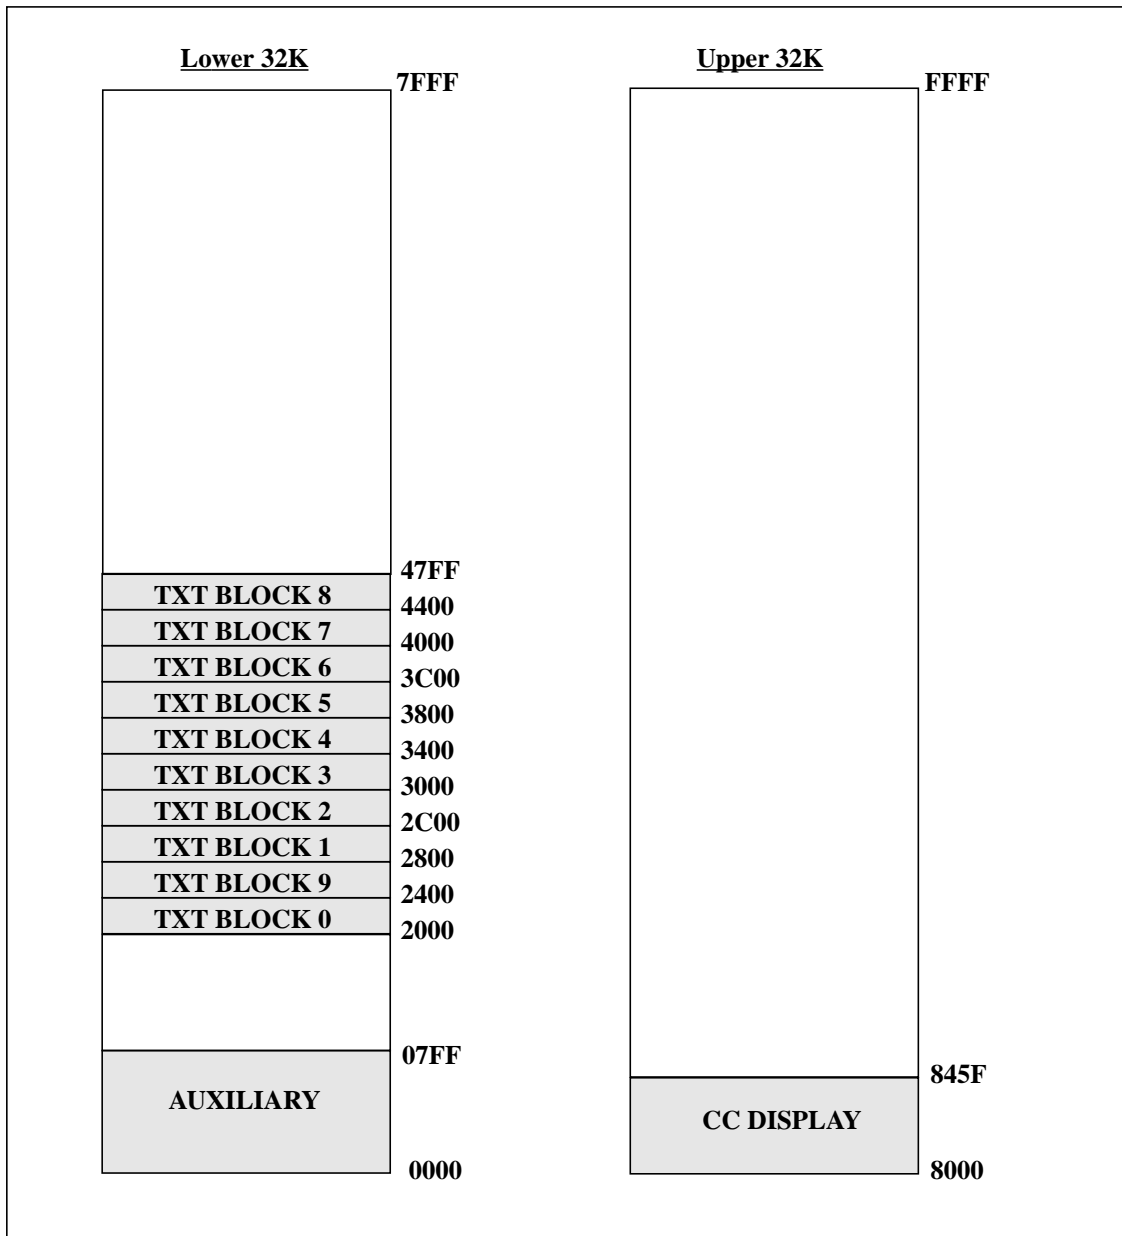 Lower 32K
7FFF
47FF
TXT BLOCK 8
4400
TXT BLOCK 7
4000
TXT BLOCK 6
3C00
TXT BLOCK 5
3800
TXT BLOCK 4
3400
TXT BLOCK 3
3000
TXT BLOCK 2
2C00
TXT BLOCK 1
2800
TXT BLOCK 9
2400
TXT BLOCK 0
2000
07FF
AUXILIARY
0000
Upper 32K
FFFF
845F
CC DISPLAY
8000